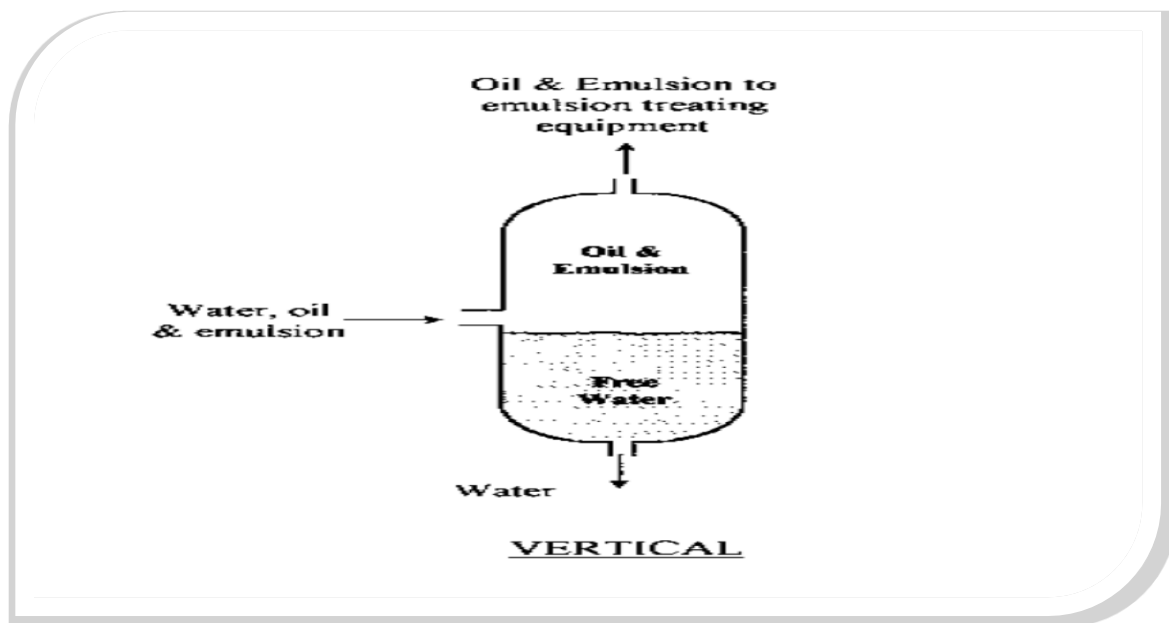 Oil & Emulsion to
emulsion treating
equipment
Oil &
Emulsion
Water, oil
& emulsion
Free
Water
Water
VERTICAL